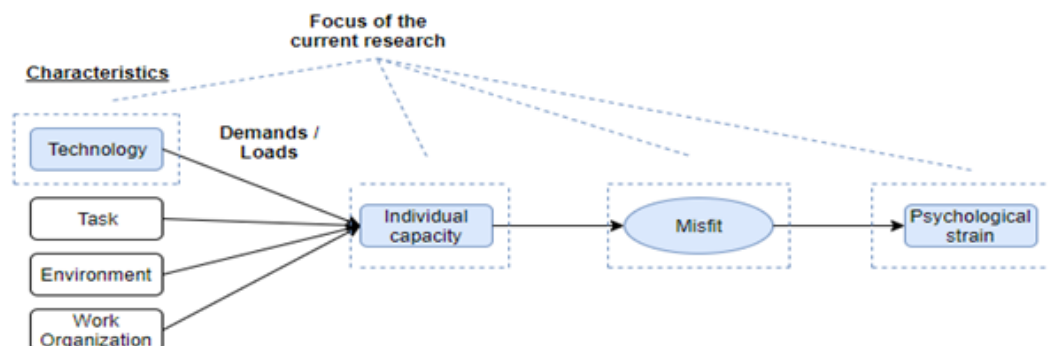 Focus of the
current research
Characteristics
Demands /
Loads
Technology
Task
Environment
Work
Organization
Individual
capacity
Misfit
Psychological
strain